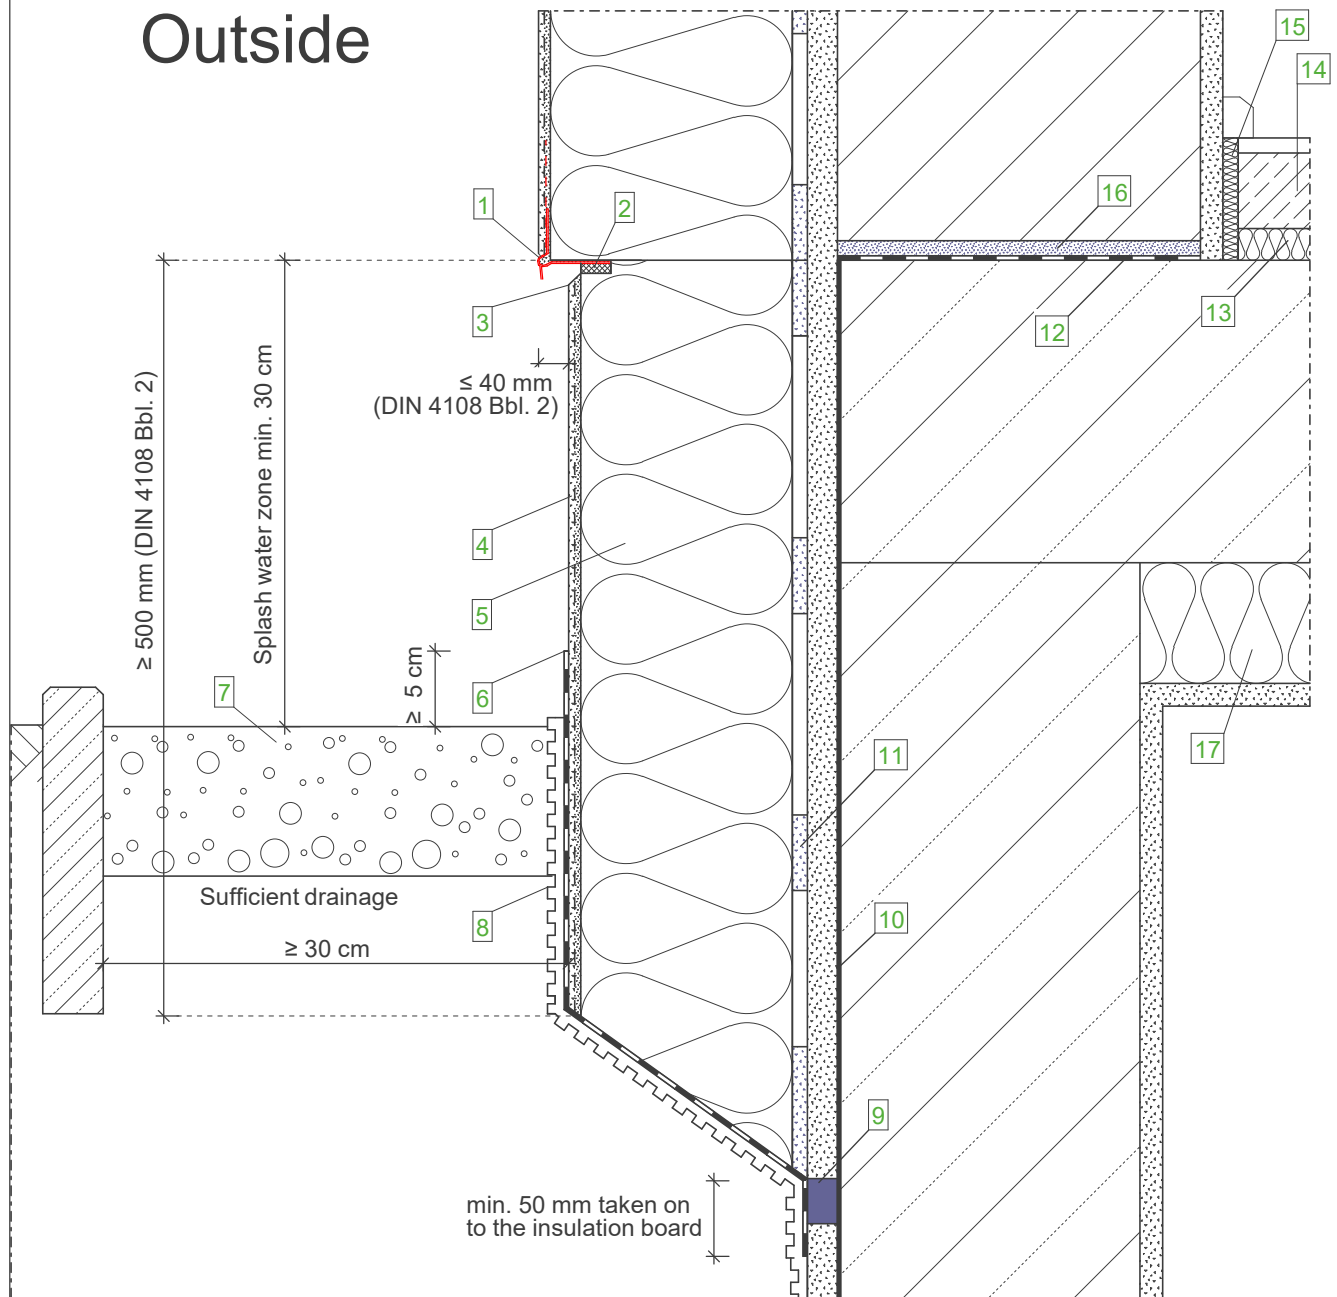 Outside
15
14
16
1
2
3
12
13
≤ 40 mm
(DIN 4108 Bbl. 2)
≥ 500 mm (DIN 4108 Bbl. 2)
Splash water zone min. 30 cm
4
5
6
≥ 5 cm
7
11
17
Sufficient drainage
8
10
≥ 30 cm
9
min. 50 mm taken on
to the insulation board